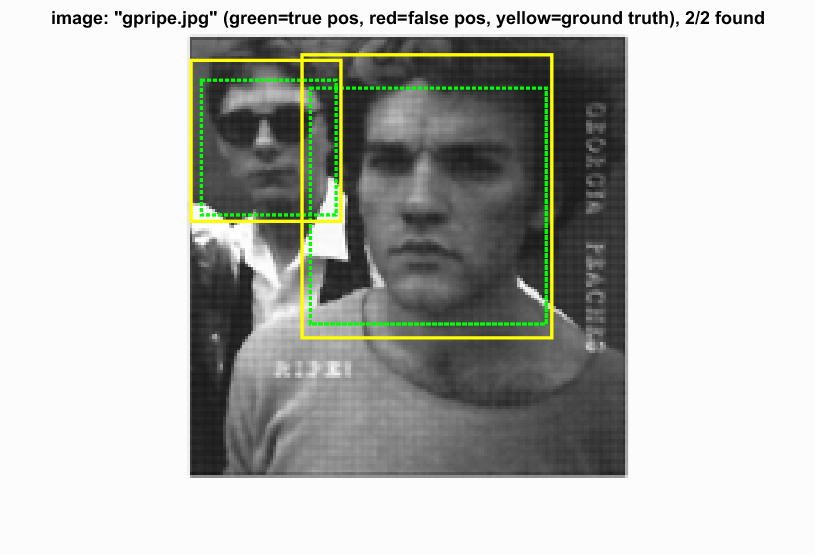 image: "gpripe.jpg" (green=true pos, red=false pos, yellow=ground truth), 2/2 found
GEORGIA PEACHES
RIPE!